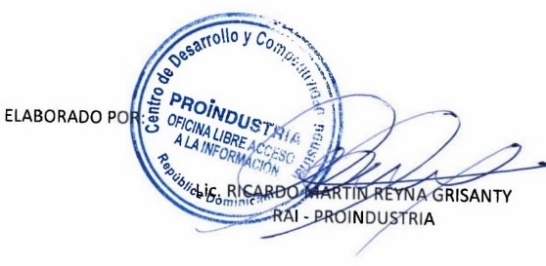 ELABORADO POR:
Centro de Desarrollo y Competitividad Industrial
PROINDUSTRIA
OFICINA LIBRE ACCESO
A LA INFORMACIÓN
República Dominicana
Lic. RICARDO MARTIN REYNA GRISANTY
RAI - PROINDUSTRIA